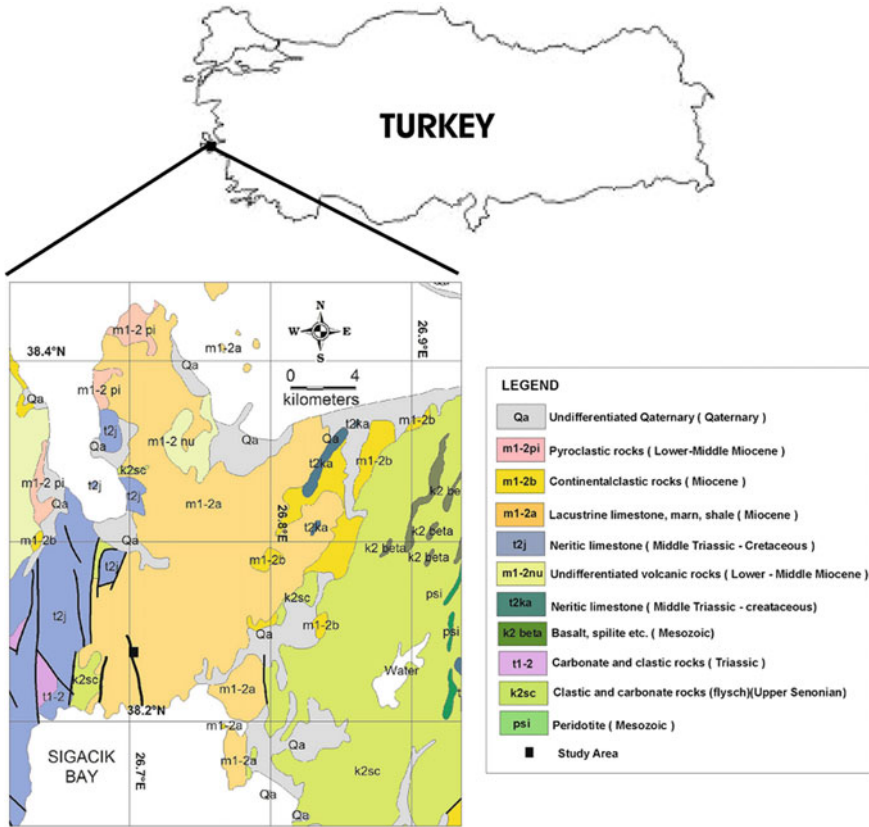 TURKEY
N
W E
S
0 4
kilometers
38.4°N
26.9°E
m1-2 pi
m1-2a
Qa
Qa
m1-2 pi
t2j
Qa
m1-2 nu
Qa
t2ka
Qa
m1-2b
t2ka
m1-2b
k2sc
t2j
t2j
m1-2 pi
Qa
m1-2a
26.8°E
k2 be
t2ka
k2 beta
k2 beta
m1-2b
Qa
t2j
m1-2b
k2sc
psi
t2j
Qa
m1-2b
psi
k2sc
t1-2
38.2°N
m1-2a
Water
m1-2a
Qa
SIGACIK
BAY
26.7°E
m1-2a
k2sc
Qa
Qa
LEGEND
Qa Undifferentiated Quaternary ( Quaternary )
m1-2pi Pyroclastic rocks ( Lower-Middle Miocene )
m1-2b Continentalclastic rocks ( Miocene )
m1-2a Lacustrine limestone, marn, shale ( Miocene )
t2j Neritic limestone ( Middle Triassic - Cretaceous )
m1-2nu Undifferentiated volcanic rocks ( Lower - Middle Miocene )
t2ka Neritic limestone ( Middle Triassic - creataceous)
k2 beta Basalt, spilite etc. ( Mesozoic)
t1-2 Carbonate and clastic rocks ( Triassic )
k2sc Clastic and carbonate rocks (flysch)(Upper Senonian)
psi Peridotite ( Mesozoic )
Study Area